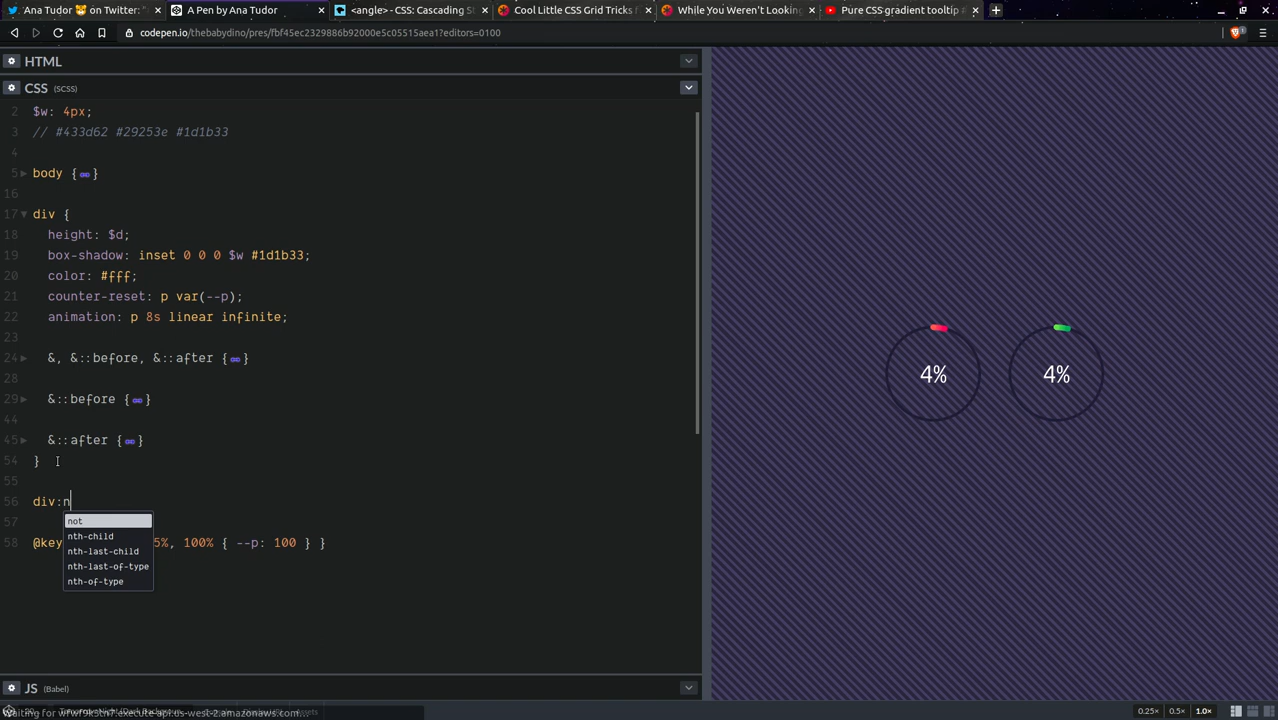 Ana Tudor 🐯 on Twitter: "
A Pen by Ana Tudor
<angle> - CSS: Cascading S
Cool Little CSS Grid Tricks f
While You Weren't Looking
Pure CSS gradient tooltip
codepen.io/thebabydino/pres/fbf45ec2329886b92000e5c05515aea1?editors=0100
1
HTML
CSS (SCSS)
2 $w: 4px;
3 // #433d62 #29253e #1d1b33
4
5 body { }
16
17 div {
18 height: $d;
19 box-shadow: inset 0 0 0 $w #1d1b33;
20 color: #fff;
21 counter-reset: p var(--p);
22 animation: p 8s linear infinite;
23
24 &, &::before, &::after { }
28
29 &::before { }
44
45 &::after { }
54 }
55
56 div:n
not
57
nth-child
58 @key 5%, 100% { --p: 100 } }
nth-last-child
nth-last-of-type
nth-of-type
4% 4%
JS (Babel)
0.25× 0.5× 1.0×